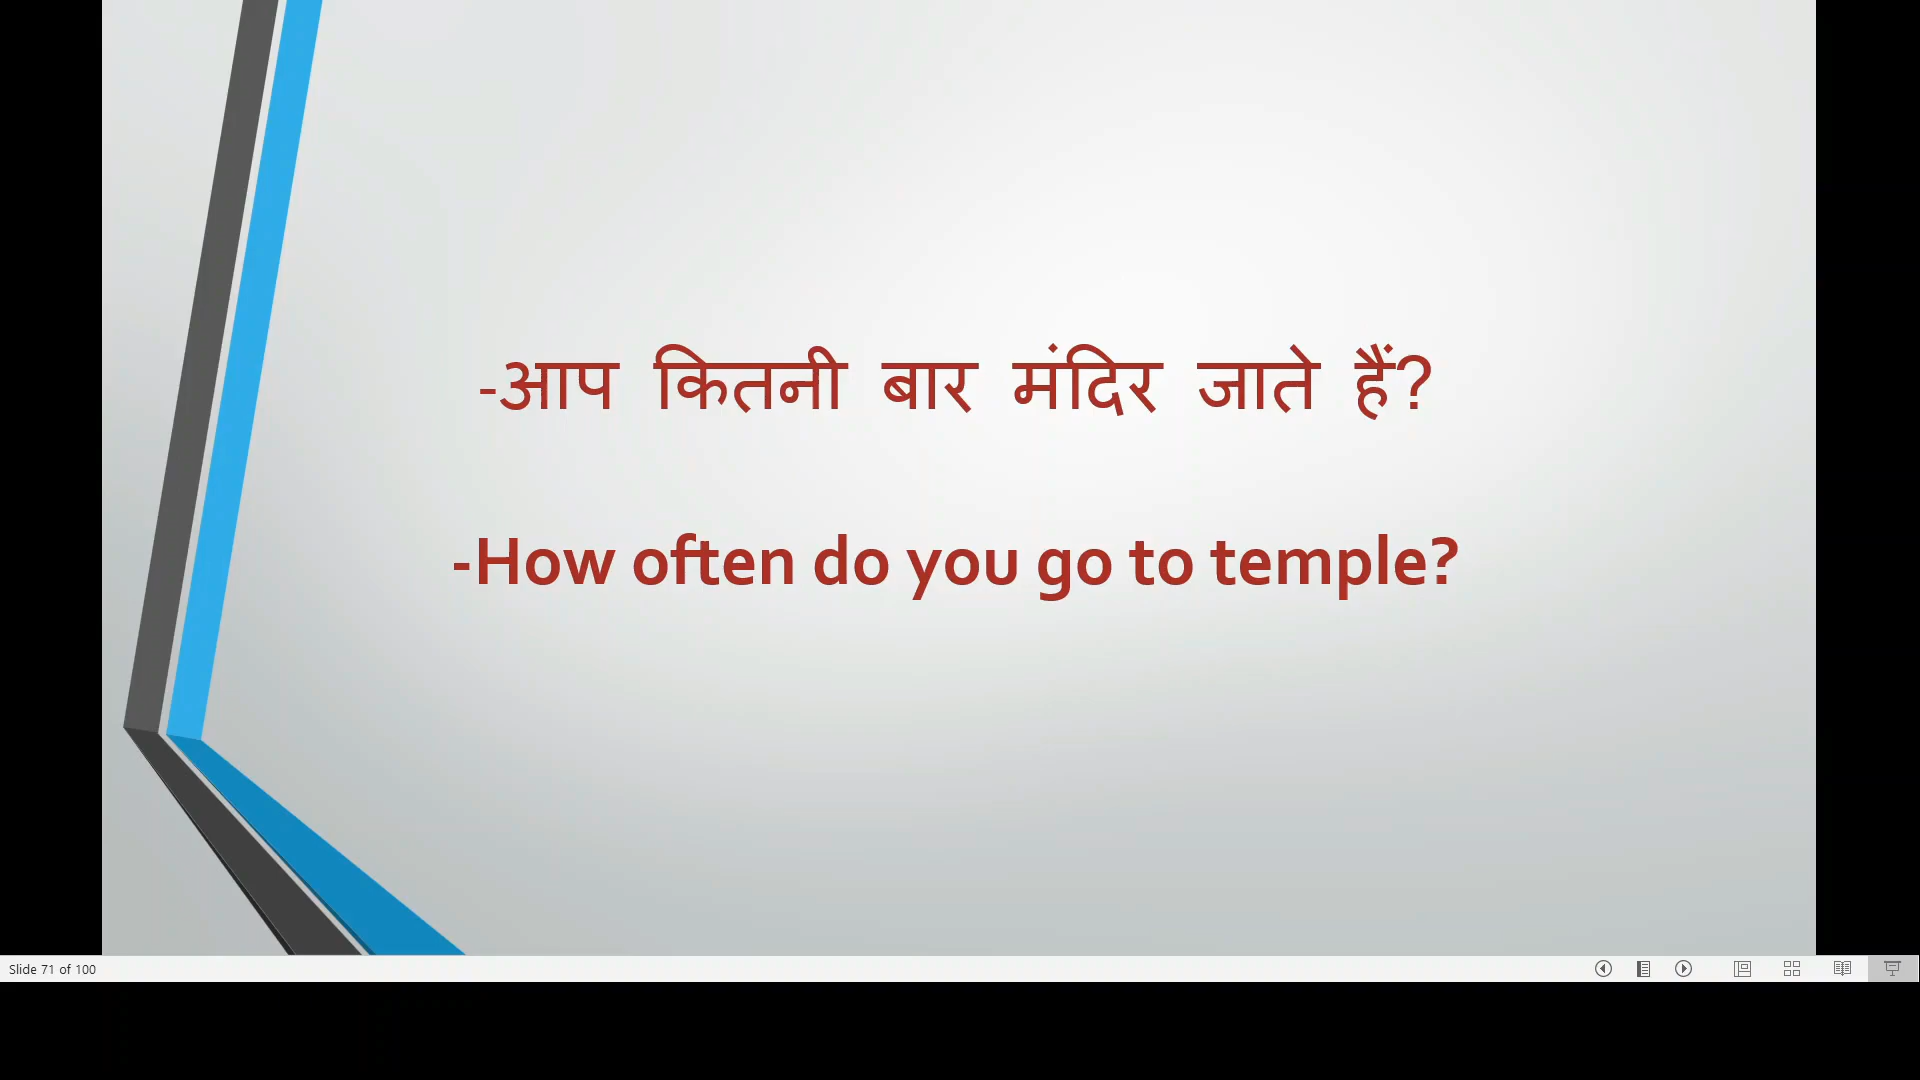 -आप कितनी बार मंदिर जाते हैं?
-How often do you go to temple?
Slide 71 of 100